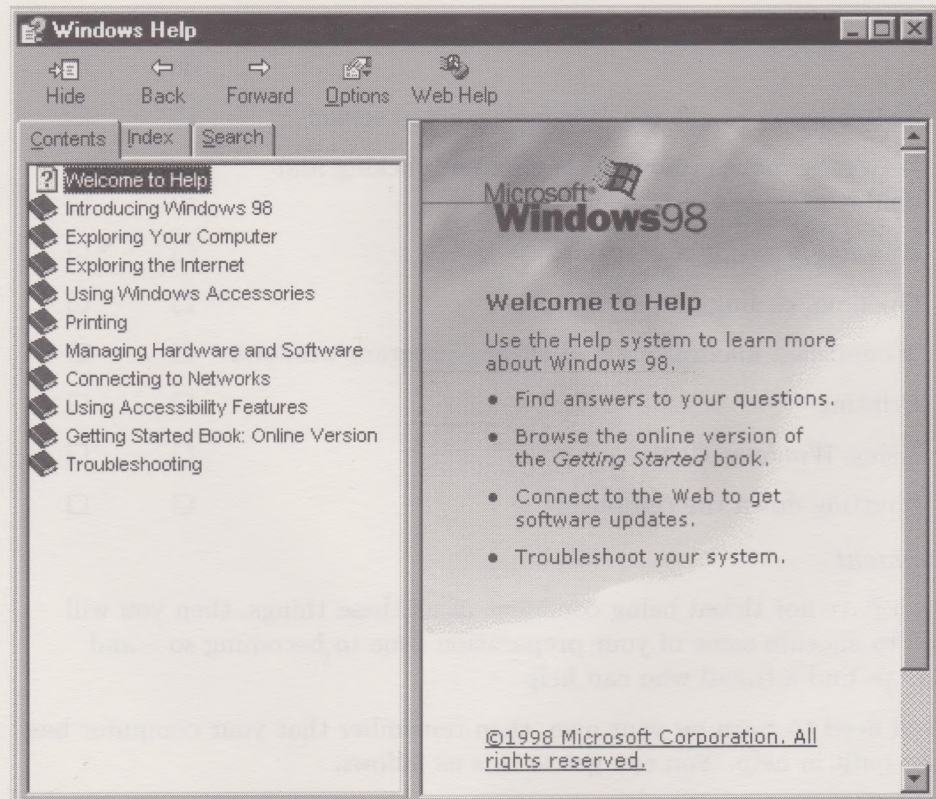 Windows Help
Hide Back Forward Options Web Help
Contents Index Search
Welcome to Help
Introducing Windows 98
Exploring Your Computer
Exploring the Internet
Using Windows Accessories
Printing
Managing Hardware and Software
Connecting to Networks
Using Accessibility Features
Getting Started Book: Online Version
Troubleshooting
Microsoft®
Windows 98
Welcome to Help
Use the Help system to learn more
about Windows 98.
• Find answers to your questions.
• Browse the online version of
the Getting Started book.
• Connect to the Web to get
software updates.
• Troubleshoot your system.
©1998 Microsoft Corporation. All
rights reserved.